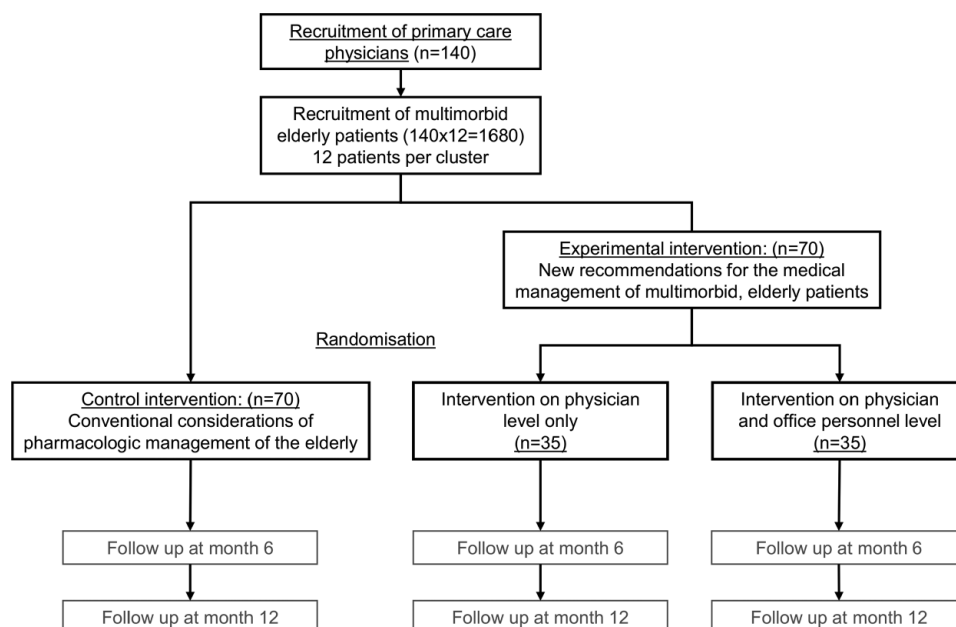 Recruitment of primary care
physicians (n=140)
Recruitment of multimorbid
elderly patients (140x12=1680)
12 patients per cluster
Experimental intervention: (n=70)
New recommendations for the medical
management of multimorbid, elderly patients
Randomisation
Control intervention: (n=70)
Conventional considerations of
pharmacologic management of the elderly
Intervention on physician
level only
(n=35)
Intervention on physician
and office personnel level
(n=35)
Follow up at month 6
Follow up at month 6
Follow up at month 6
Follow up at month 12
Follow up at month 12
Follow up at month 12